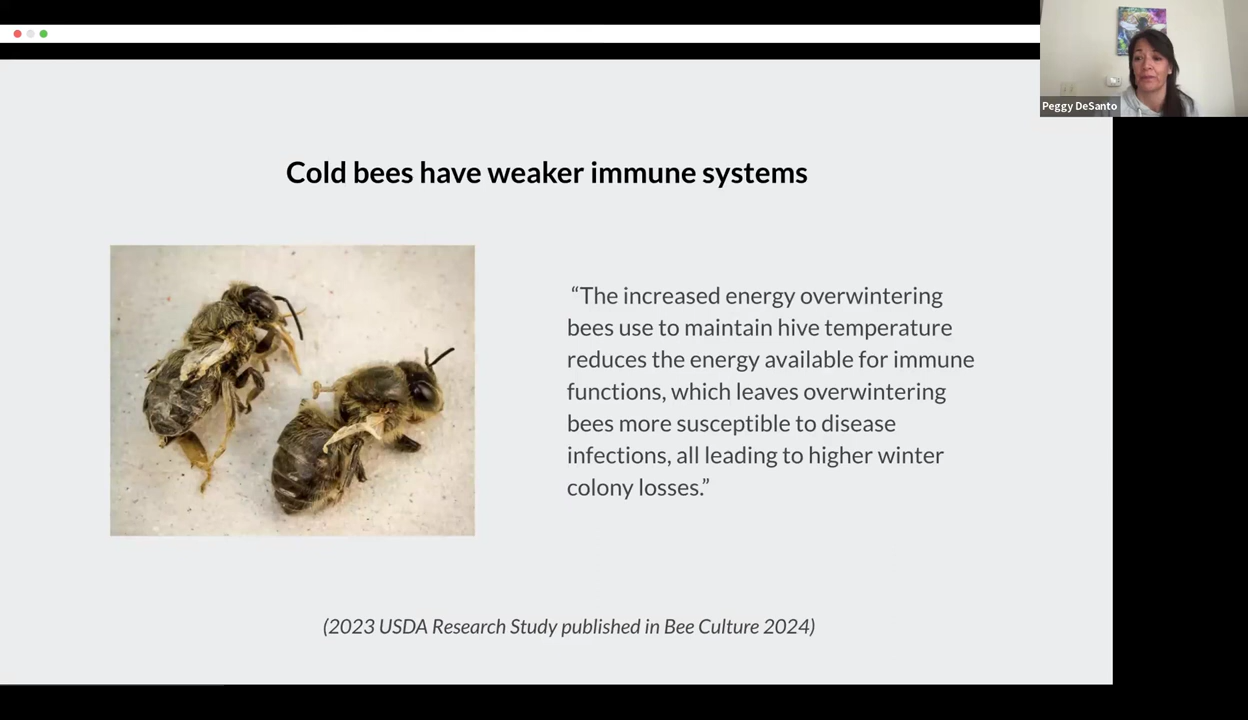 Peggy DeSanto
Cold bees have weaker immune systems
“The increased energy overwintering
bees use to maintain hive temperature
reduces the energy available for immune
functions, which leaves overwintering
bees more susceptible to disease
infections, all leading to higher winter
colony losses.”
(2023 USDA Research Study published in Bee Culture 2024)